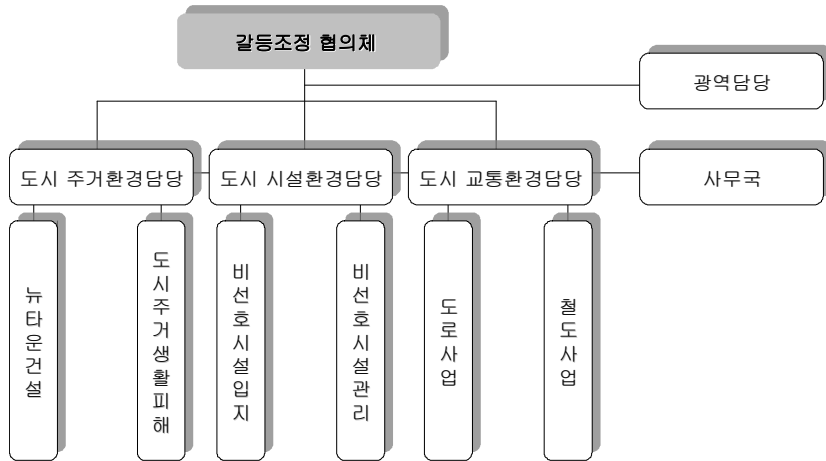 갈등조정 협의체
광역담당
도시 주거환경담당
도시 시설환경담당
도시 교통환경담당
사무국
뉴타운건설
도시주거생활피해
비선호시설입지
비선호시설관리
도로사업
철도사업